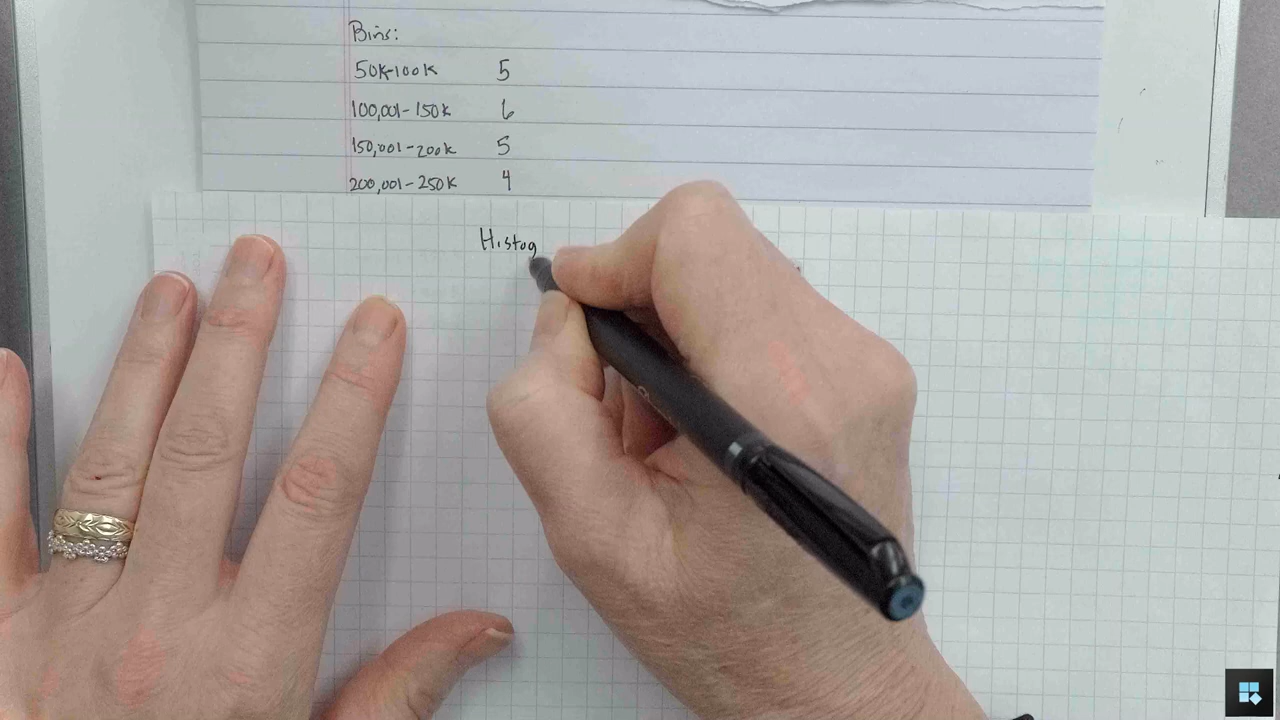 Bins:
50K-100K 5
100,001-150K 6
150,001-200K 5
200,001-250K 4
Histog